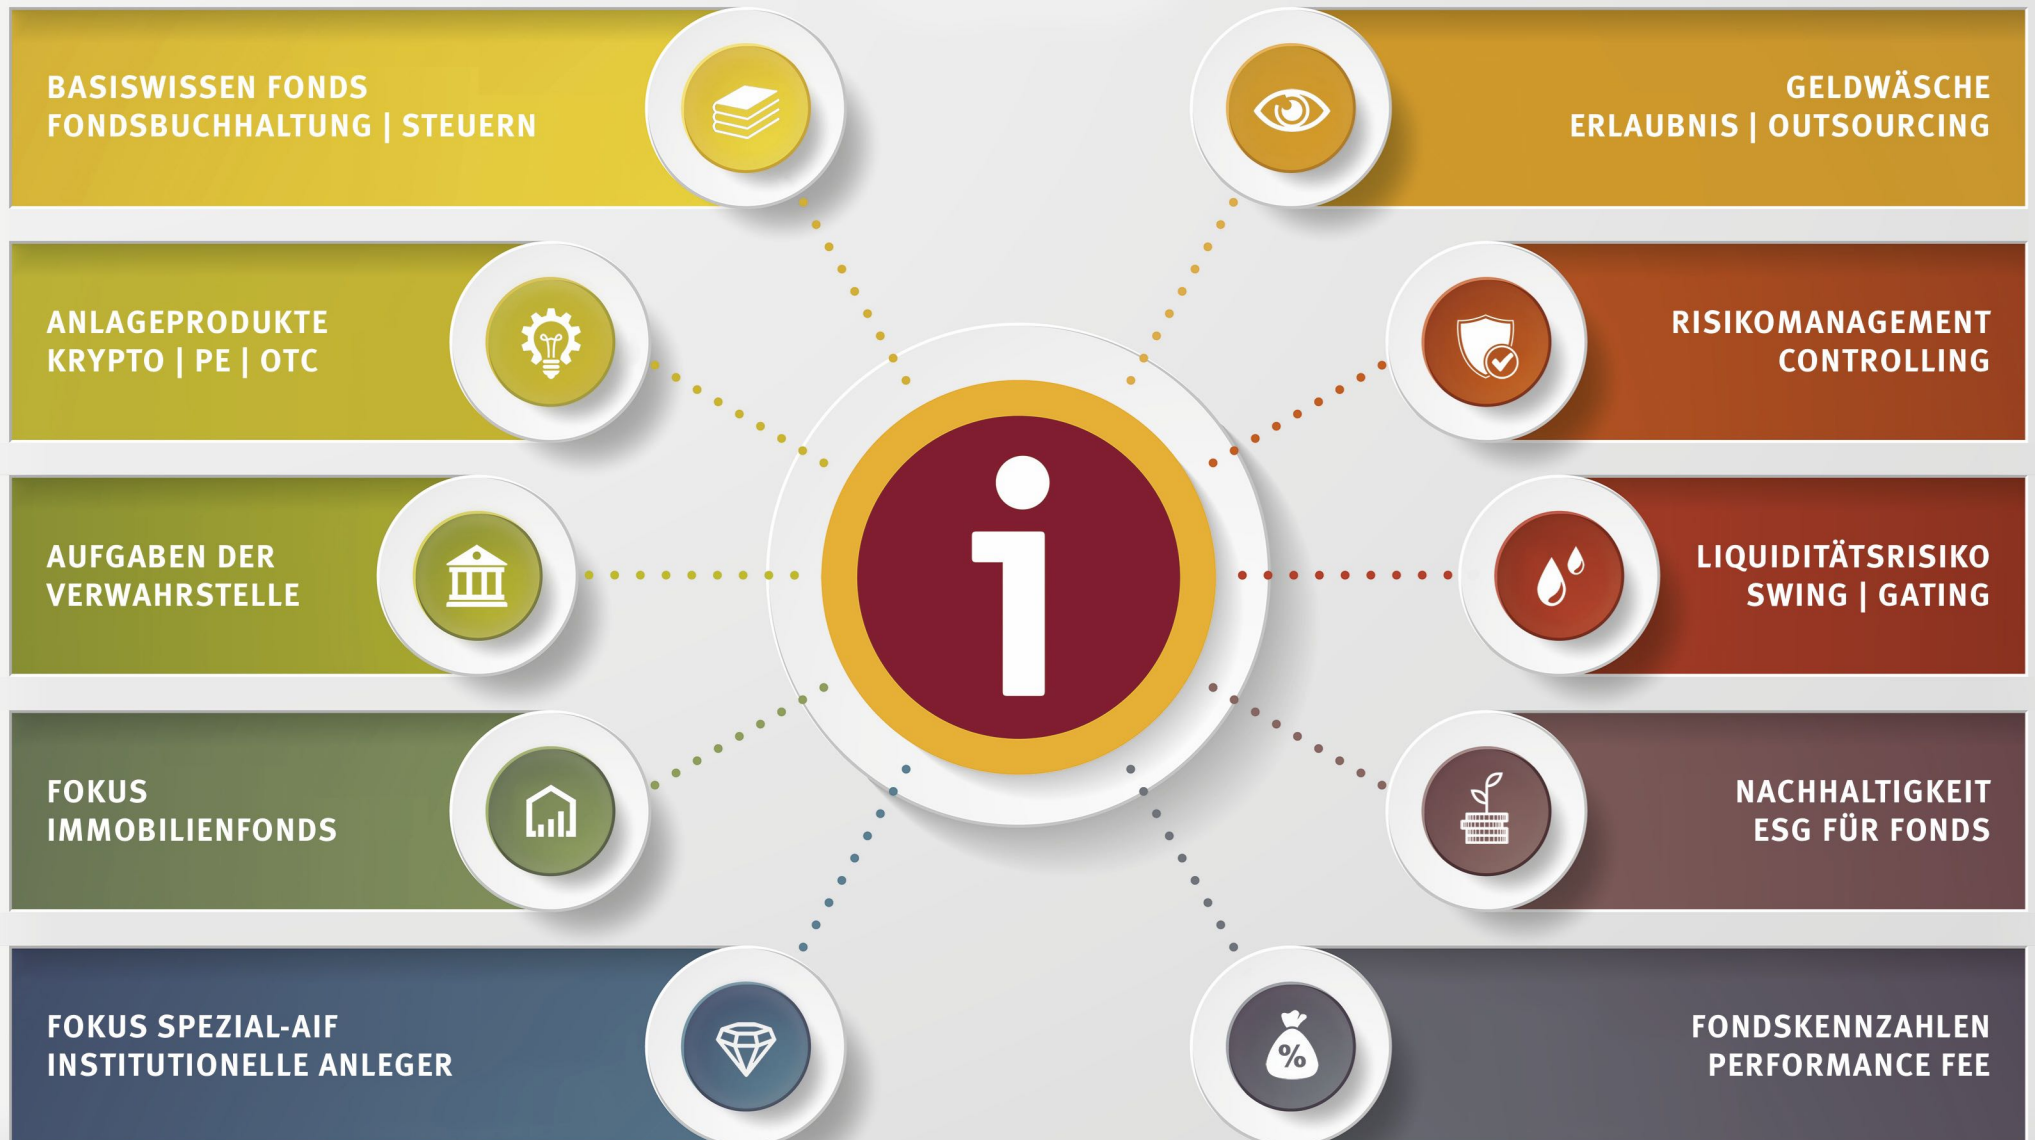 BASISWISSEN FONDS
FONDSBUCHHALTUNG | STEUERN
ANLAGEPRODUKTE
KRYPTO | PE | OTC
AUFGABEN DER
VERWAHRSTELLE
FOKUS
IMMOBILIENFONDS
FOKUS SPEZIAL-AIF
INSTITUTIONELLE ANLEGER
i
GELDWÄSCHE
ERLAUBNIS | OUTSOURCING
RISIKOMANAGEMENT
CONTROLLING
LIQUIDITÄTSRISIKO
SWING | GATING
NACHHALTIGKEIT
ESG FÜR FONDS
%
FONDSKENNZAHLEN
PERFORMANCE FEE